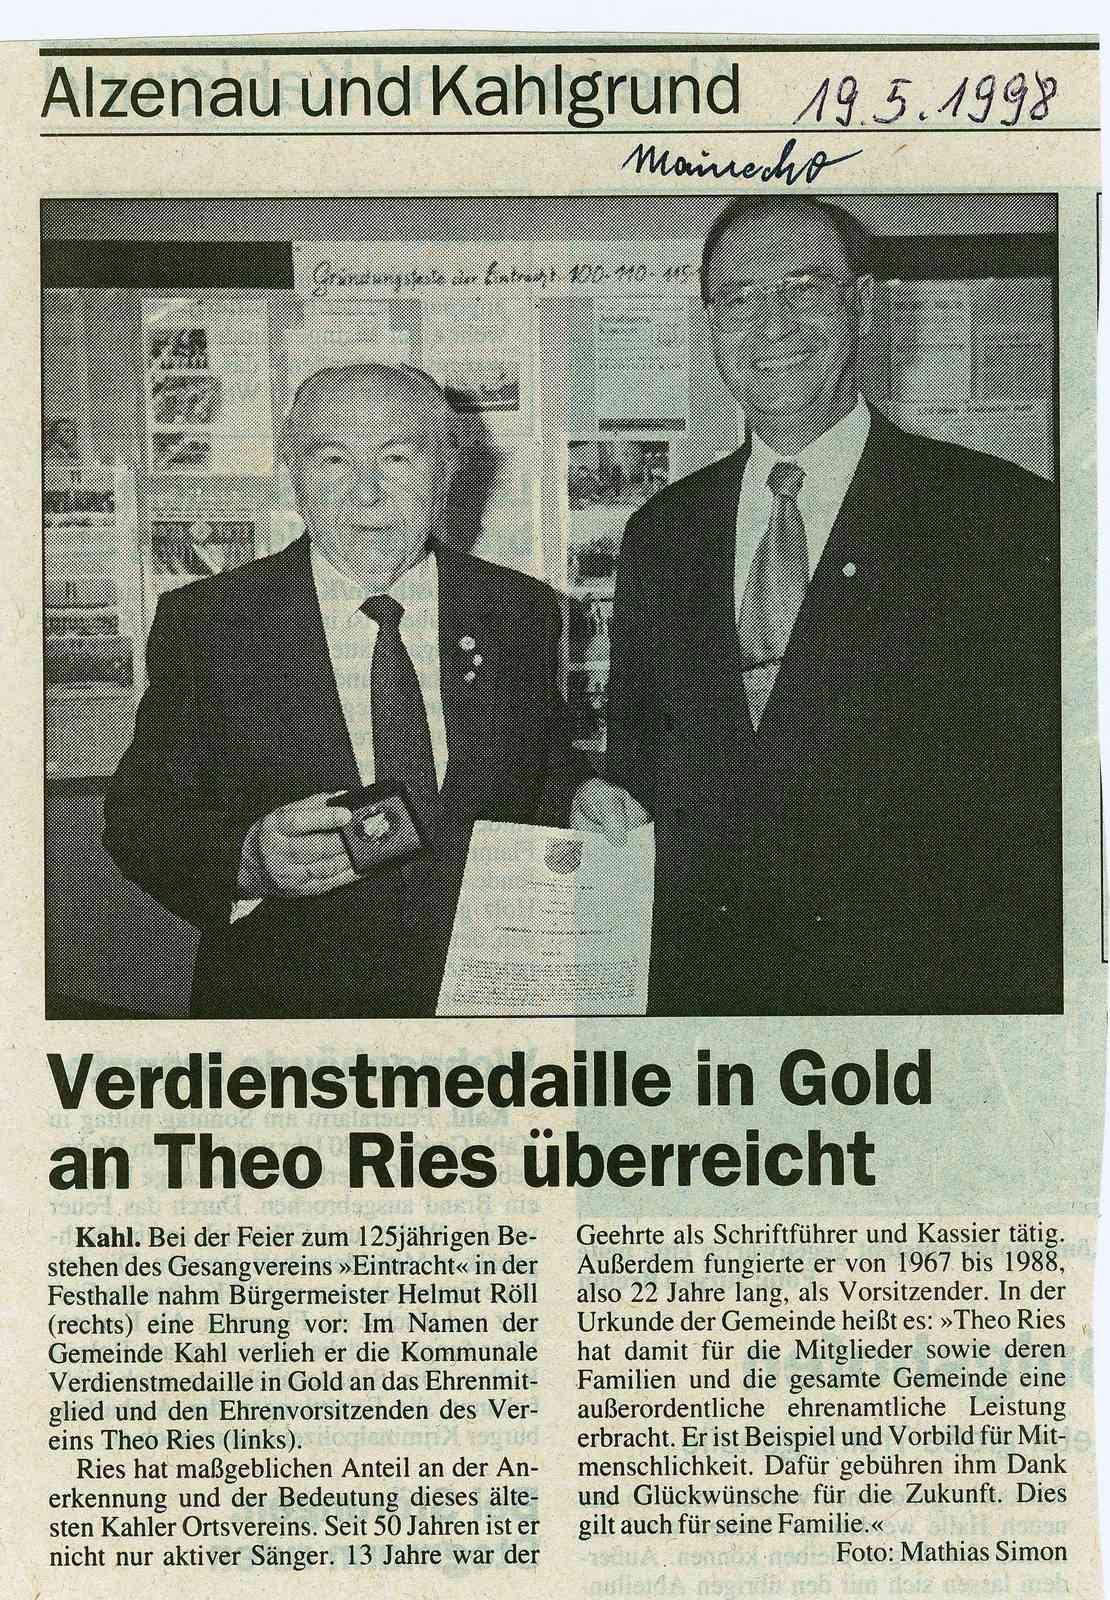 Alzenau und Kahlgrund 19.5.1998
Mainecho
Gründungsfeste der Eintracht 100-110-115
Verdienstmedaille in Gold
an Theo Ries überreicht
Kahl. Bei der Feier zum 125jährigen Be-
stehen des Gesangvereins »Eintracht« in der
Festhalle nahm Bürgermeister Helmut Röll
(rechts) eine Ehrung vor: Im Namen der
Gemeinde Kahl verlieh er die Kommunale
Verdienstmedaille in Gold an das Ehrenmit-
glied und den Ehrenvorsitzenden des Ver-
eins Theo Ries (links).
Ries hat maßgeblichen Anteil an der An-
erkennung und der Bedeutung dieses älte-
sten Kahler Ortsvereins. Seit 50 Jahren ist er
nicht nur aktiver Sänger. 13 Jahre war der
Geehrte als Schriftführer und Kassier tätig.
Außerdem fungierte er von 1967 bis 1988,
also 22 Jahre lang, als Vorsitzender. In der
Urkunde der Gemeinde heißt es: »Theo Ries
hat damit für die Mitglieder sowie deren
Familien und die gesamte Gemeinde eine
außerordentliche ehrenamtliche Leistung
erbracht. Er ist Beispiel und Vorbild für Mit-
menschlichkeit. Dafür gebühren ihm Dank
und Glückwünsche für die Zukunft. Dies
gilt auch für seine Familie.«
Foto: Mathias Simon